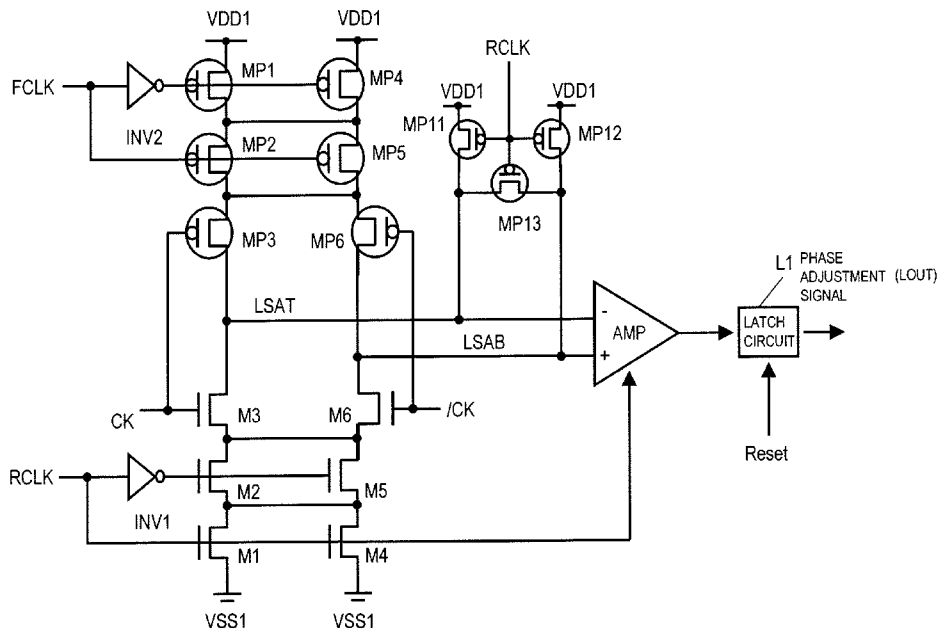 VDD1
VDD1
RCLK
FCLK
MP1
MP4
VDD1
VDD1
INV2
MP2
MP5
MP11
MP12
MP3
MP6
MP13
L1 PHASE
ADJUSTMENT (LOUT)
SIGNAL
LSAT
LSAB
-
AMP
+
LATCH
CIRCUIT
CK
M3
M6
/CK
RCLK
M2
M5
Reset
INV1
M1
M4
VSS1
VSS1